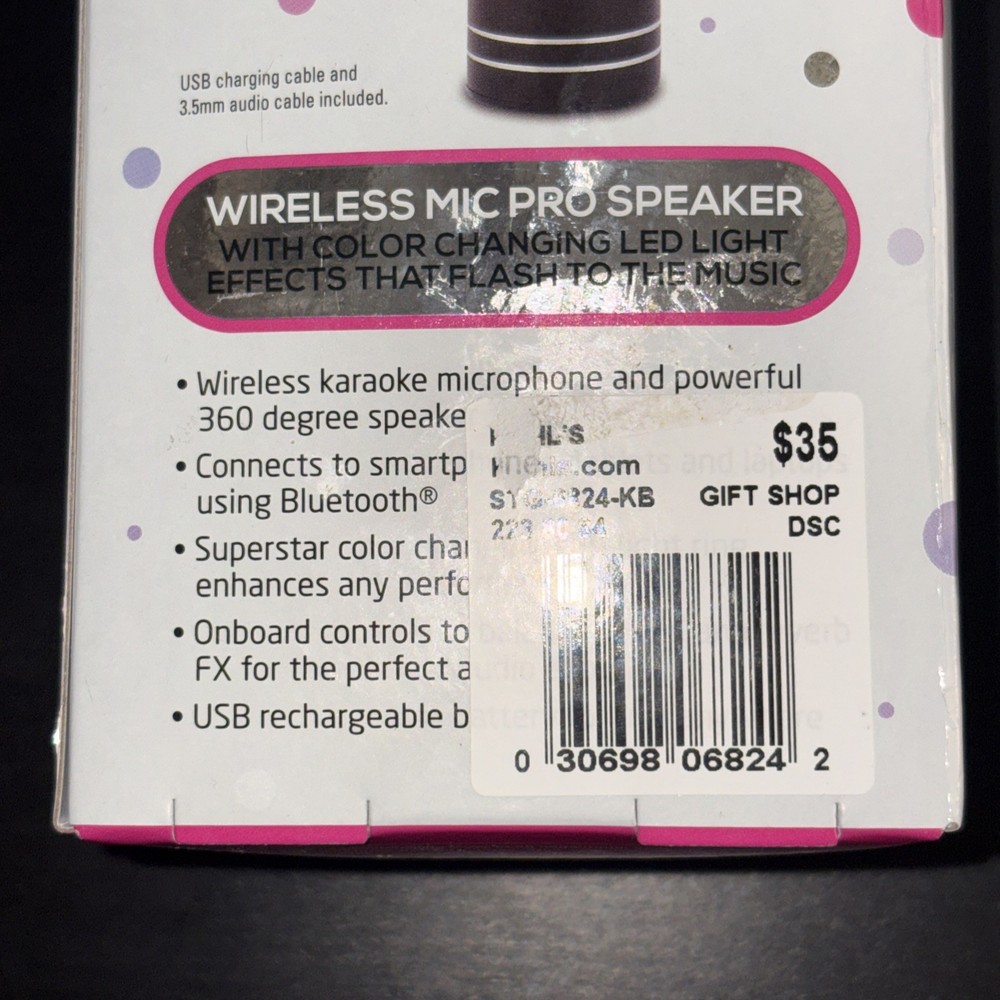 USB charging cable and
3.5mm audio cable included.
WIRELESS MIC PRO SPEAKER
WITH COLOR CHANGING LED LIGHT
EFFECTS THAT FLASH TO THE MUSIC
• Wireless karaoke microphone and powerful
360 degree speake
• Connects to smartp
using Bluetooth®
• Superstar color chan
enhances any perfo
• Onboard controls to
FX for the perfect a
• USB rechargeable b
$35
.com
GIFT SHOP
DSC
0 30698 06824 2